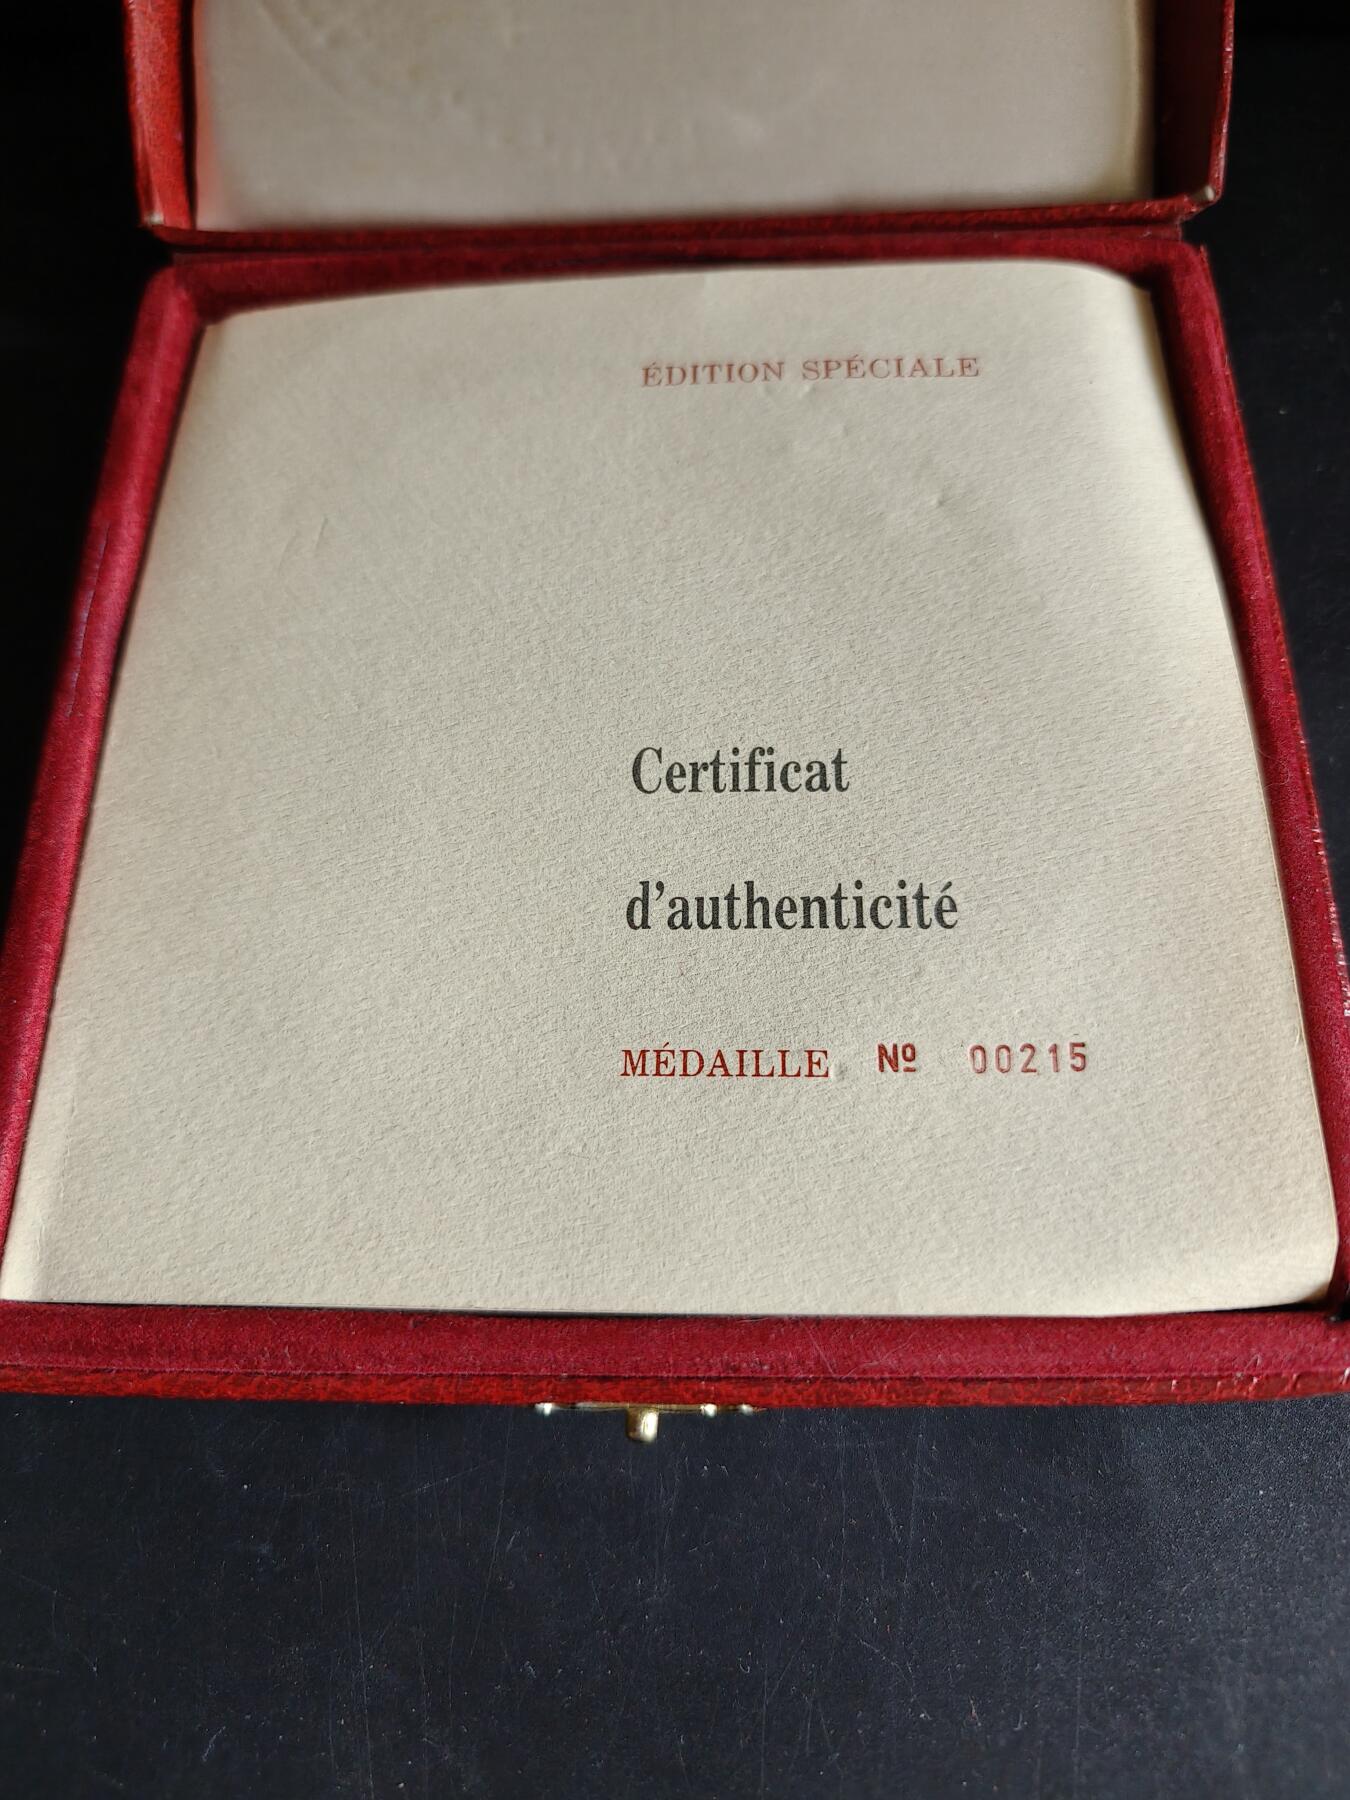 ÉDITION SPÉCIALE
Certificat
d'authenticité
MÉDAILLE Nº 00215